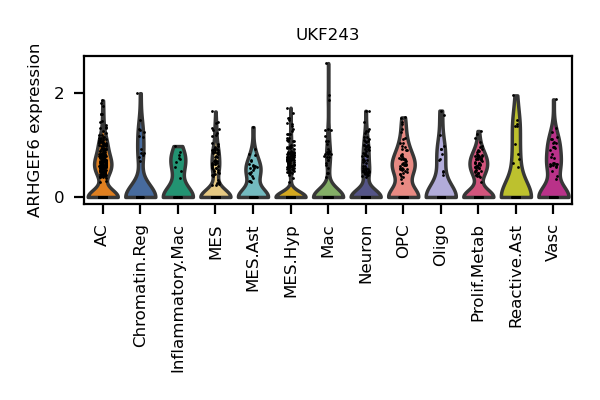 UKF243
ARHGEF6 expression
2
0
AC
Chromatin.Reg
Inflammatory.Mac
MES
MES.Ast
MES.Hyp
Mac
Neuron
OPC
Oligo
Prolif.Metab
Reactive.Ast
Vasc